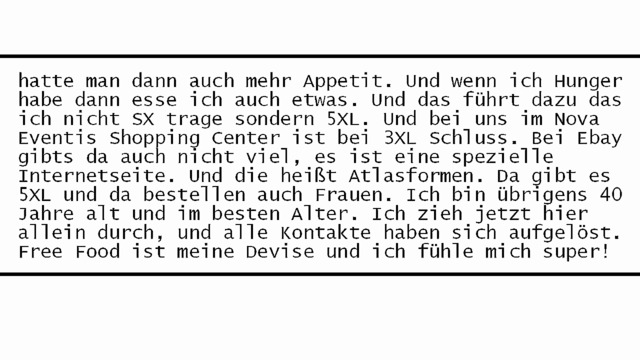 hatte man dann auch mehr Appetit. Und wenn ich Hunger
habe dann esse ich auch etwas. Und das führt dazu das
ich nicht SX trage sondern 5XL. Und bei uns im Nova
Eventis Shopping Center ist bei 3XL Schluss. Bei Ebay
gibts da auch nicht viel, es ist eine spezielle
Internetseite. Und die heißt Atlasformen. Da gibt es
5XL und da bestellen auch Frauen. Ich bin übrigens 40
Jahre alt und im besten Alter. Ich zieh jetzt hier
allein durch, und alle Kontakte haben sich aufgelöst.
Free Food ist meine Devise und ich fühle mich super!